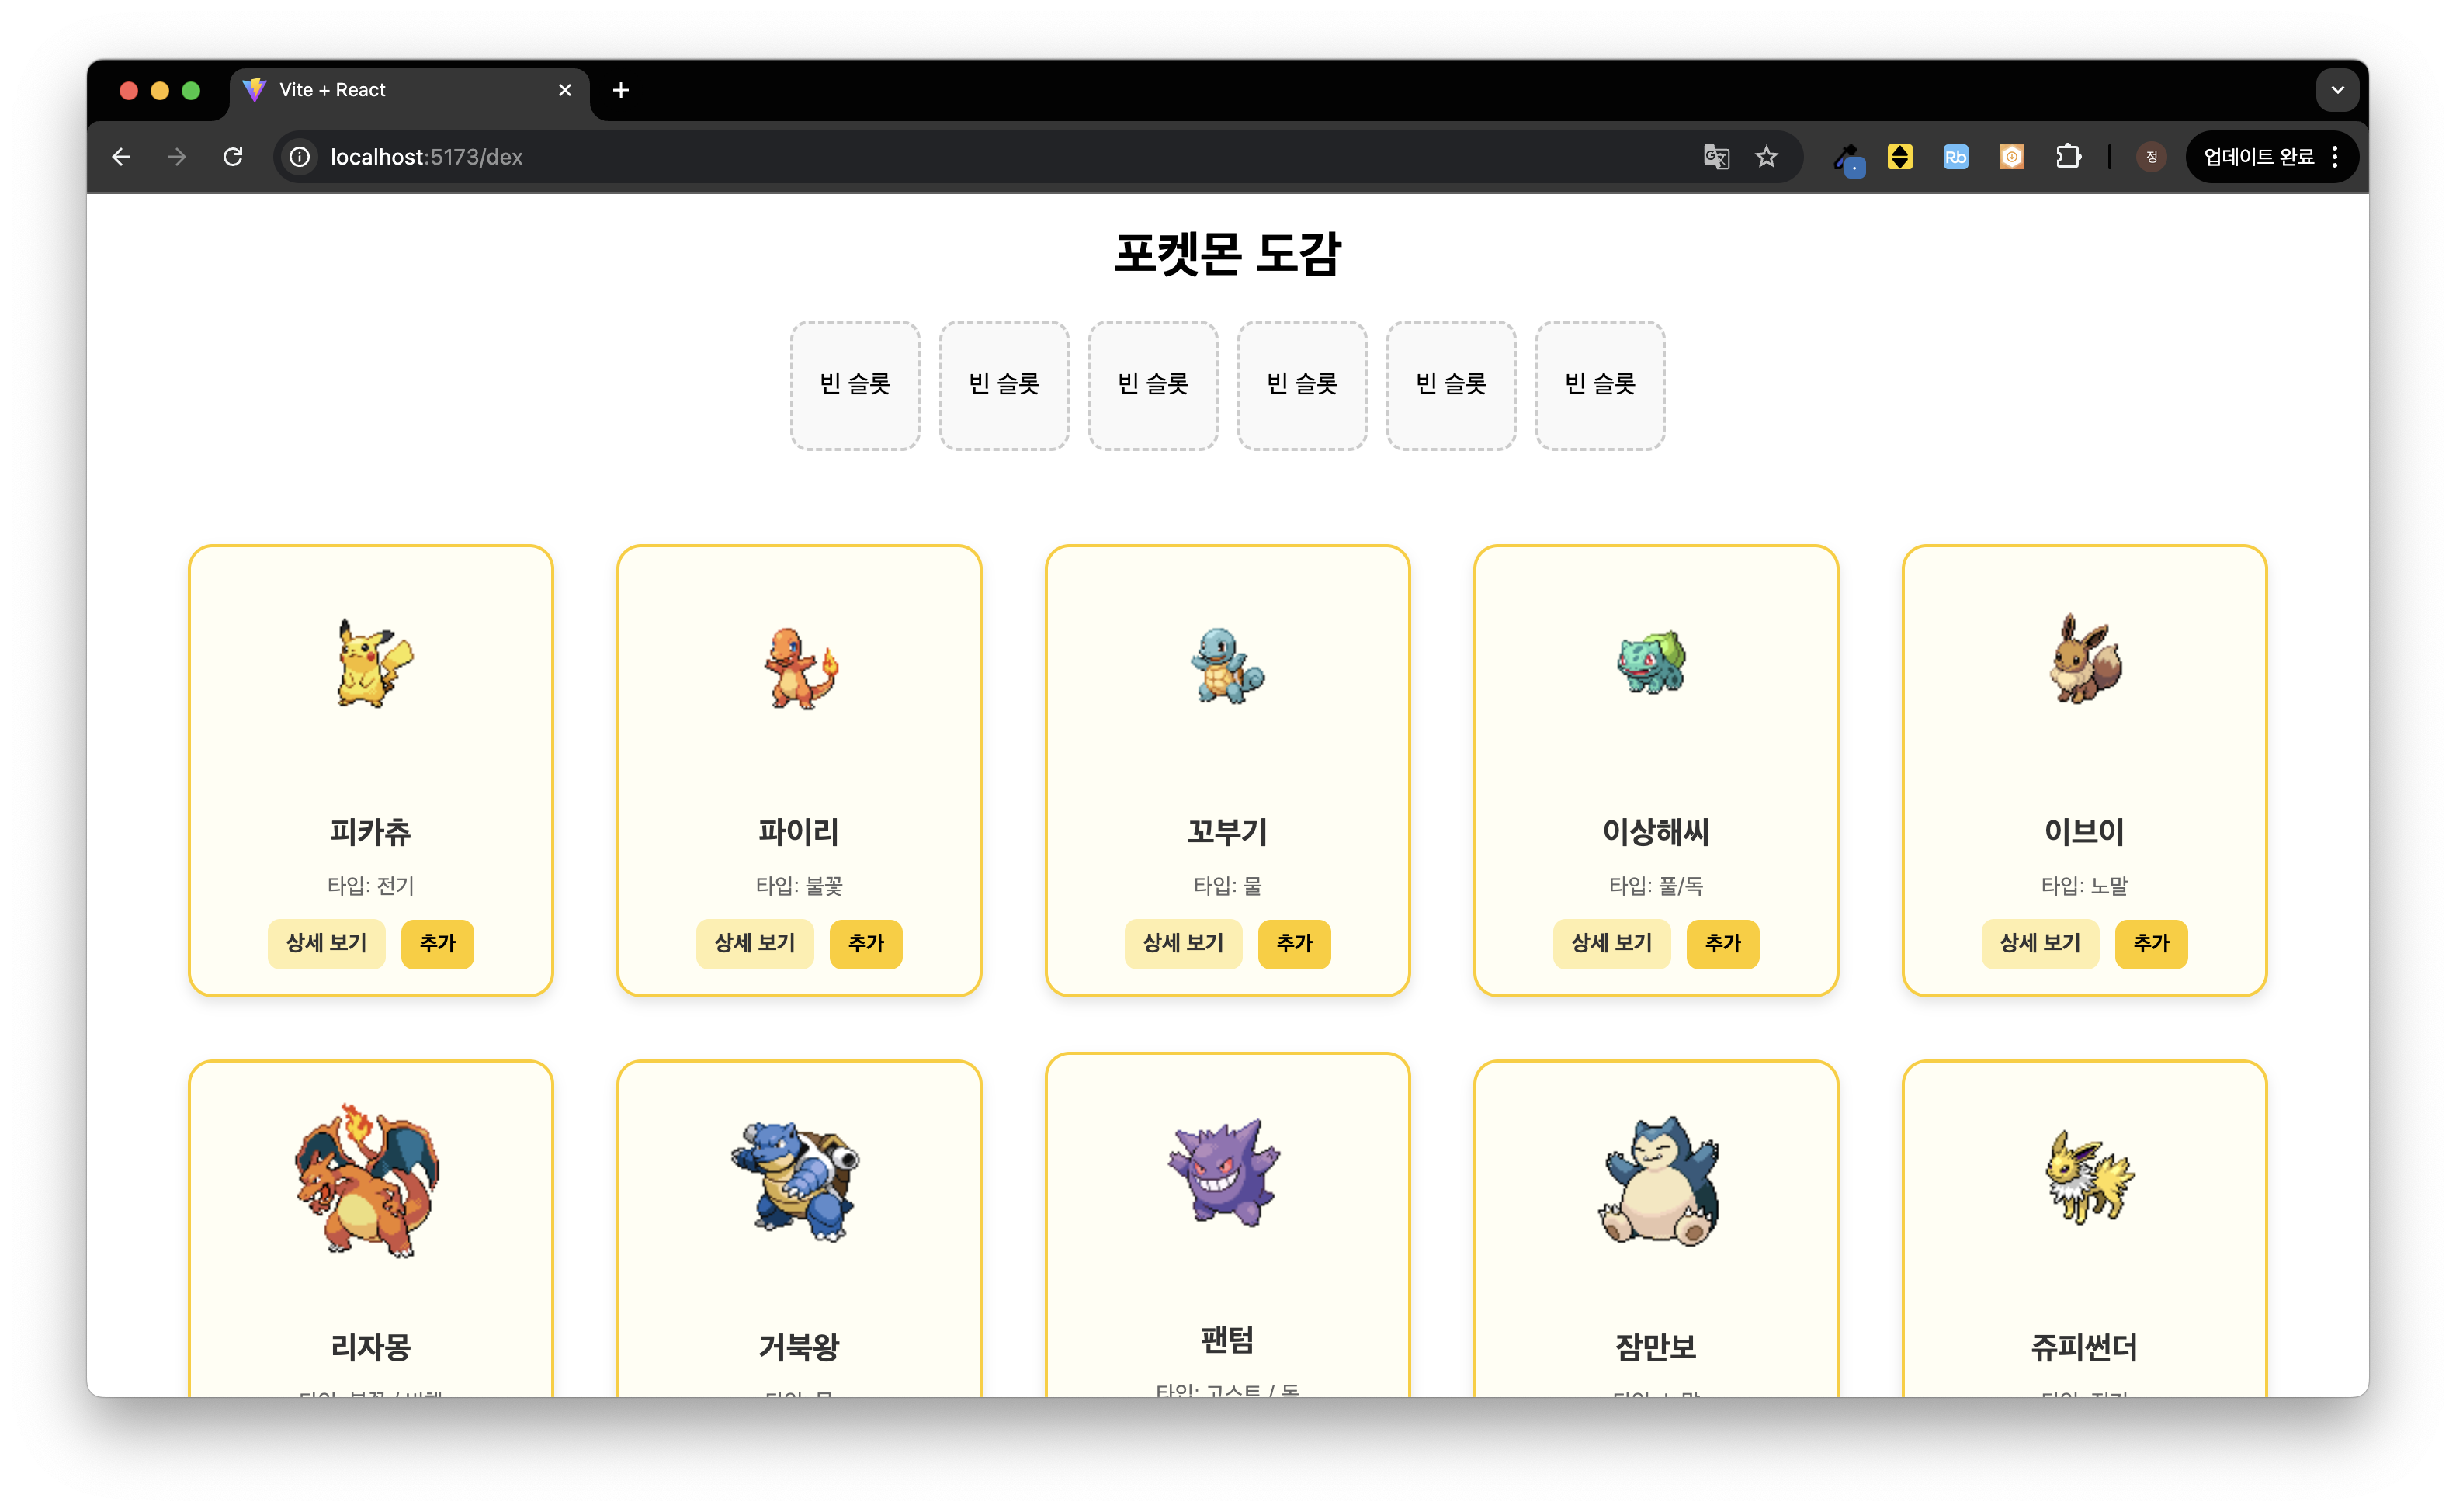 Vite + React
localhost:5173/dex
Rb
정
업데이트 완료
포켓몬 도감
빈 슬롯 빈 슬롯 빈 슬롯 빈 슬롯 빈 슬롯 빈 슬롯
피카츄 파이리 꼬부기 이상해씨 이브이
타입: 전기 타입: 불꽃 타입: 물 타입: 풀/독 타입: 노말
상세 보기 추가 상세 보기 추가 상세 보기 추가 상세 보기 추가 상세 보기 추가
리자몽 거북왕 팬텀 잠만보 쥬피썬더
타입: 고스트 / 독